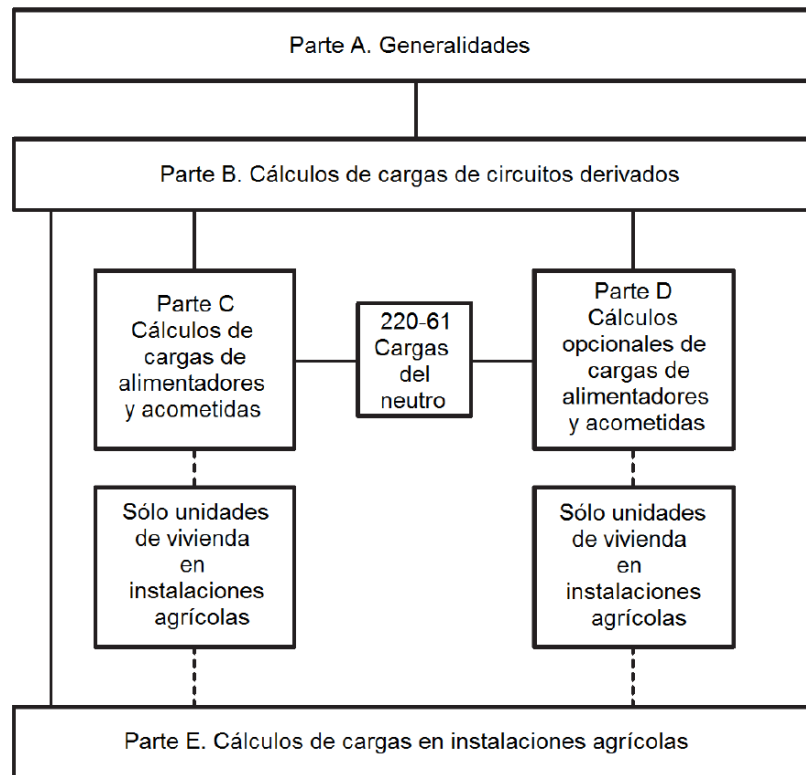 Parte A. Generalidades
Parte B. Cálculos de cargas de circuitos derivados
Parte C
Cálculos de
cargas de
alimentadores
y acometidas
220-61
Cargas
del
neutro
Parte D
Cálculos
opcionales de
cargas de
alimentadores
y acometidas
Sólo unidades
de vivienda
en
instalaciones
agrícolas
Sólo unidades
de vivienda
en
instalaciones
agrícolas
Parte E. Cálculos de cargas en instalaciones agrícolas